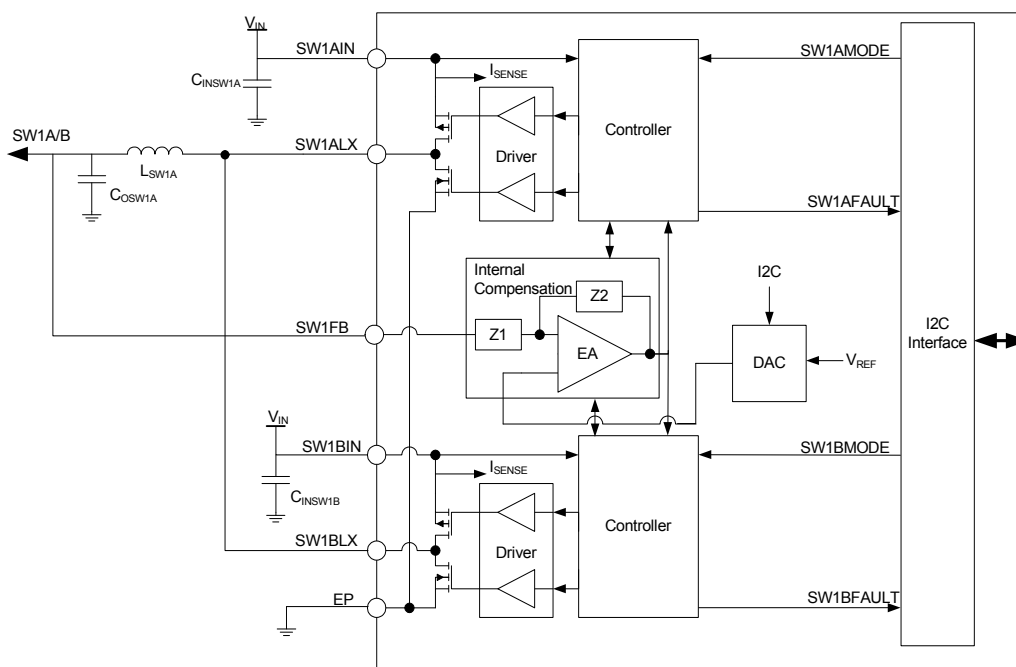 VIN
SW1AIN
CINSW1A
ISENSE
SW1AMODE
Controller
SW1A/B
LSW1A
SW1ALX
Driver
COSW1A
SW1AFAULT
Internal
Compensation
Z2
I2C
SW1FB
Z1
EA
DAC
VREF
I2C
Interface
VIN
SW1BIN
CINSW1B
ISENSE
SW1BMODE
Controller
SW1BLX
Driver
EP
SW1BFAULT